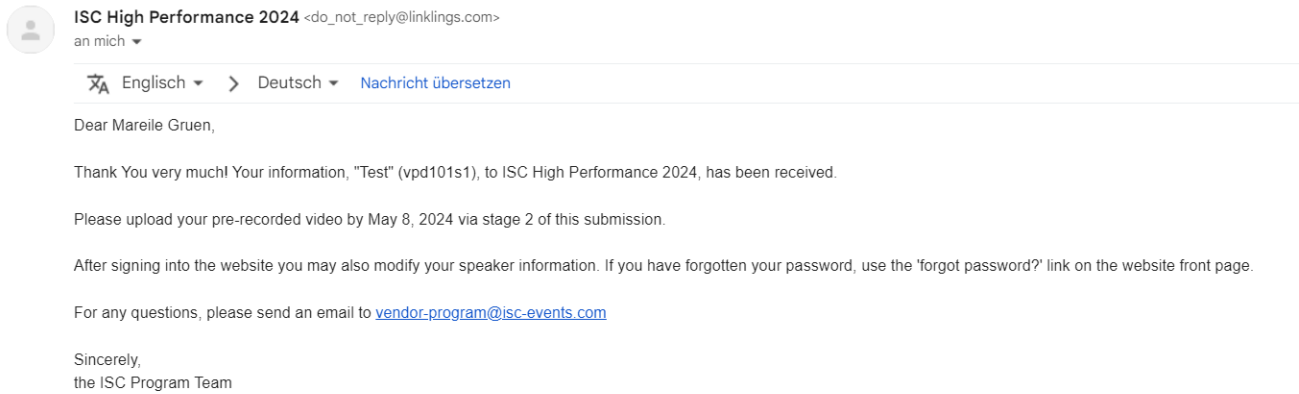 ISC High Performance 2024 <do_not_reply@linklings.com>
an mich
Englisch > Deutsch Nachricht übersetzen
Dear Mareile Gruen,
Thank You very much! Your information, "Test" (vpd101s1), to ISC High Performance 2024, has been received.
Please upload your pre-recorded video by May 8, 2024 via stage 2 of this submission.
After signing into the website you may also modify your speaker information. If you have forgotten your password, use the 'forgot password?' link on the website front page.
For any questions, please send an email to vendor-program@isc-events.com
Sincerely,
the ISC Program Team